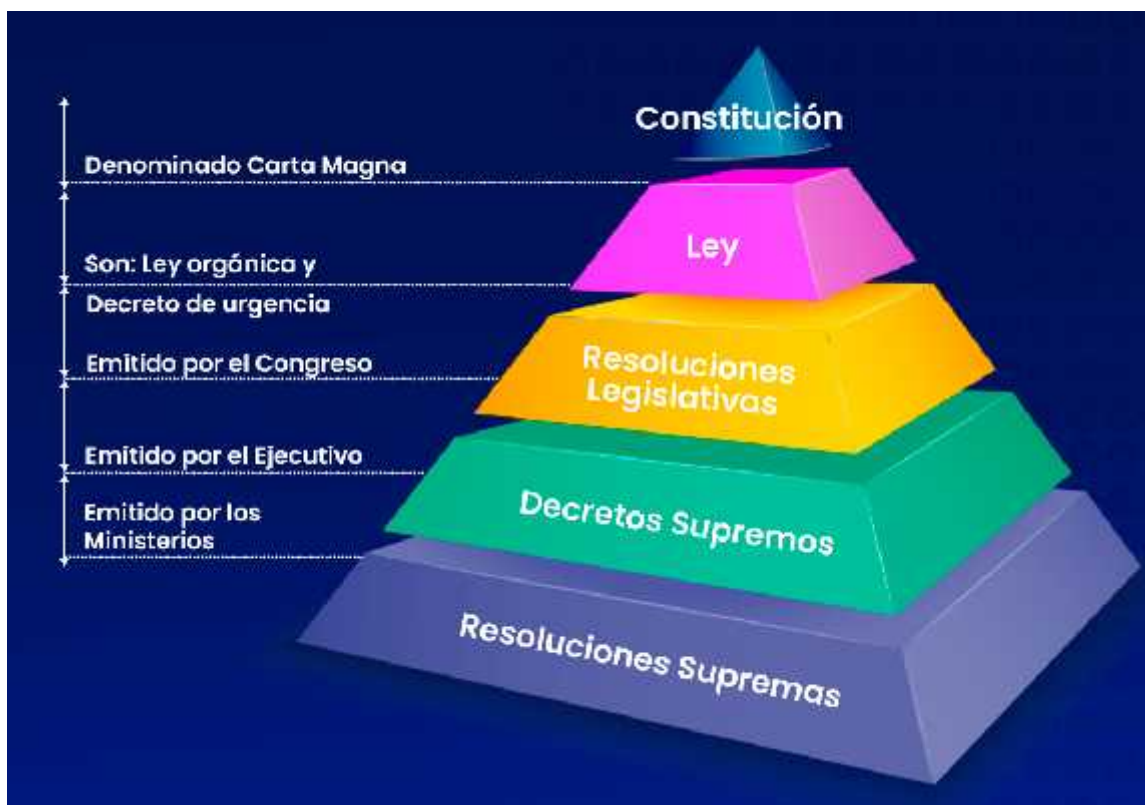 Constitución
Denominado Carta Magna
Ley
Son: Ley orgánica y
Decreto de urgencia
Resoluciones
Legislativas
Emitido por el Congreso
Emitido por el Ejecutivo
Decretos Supremos
Emitido por los
Ministerios
Resoluciones Supremas